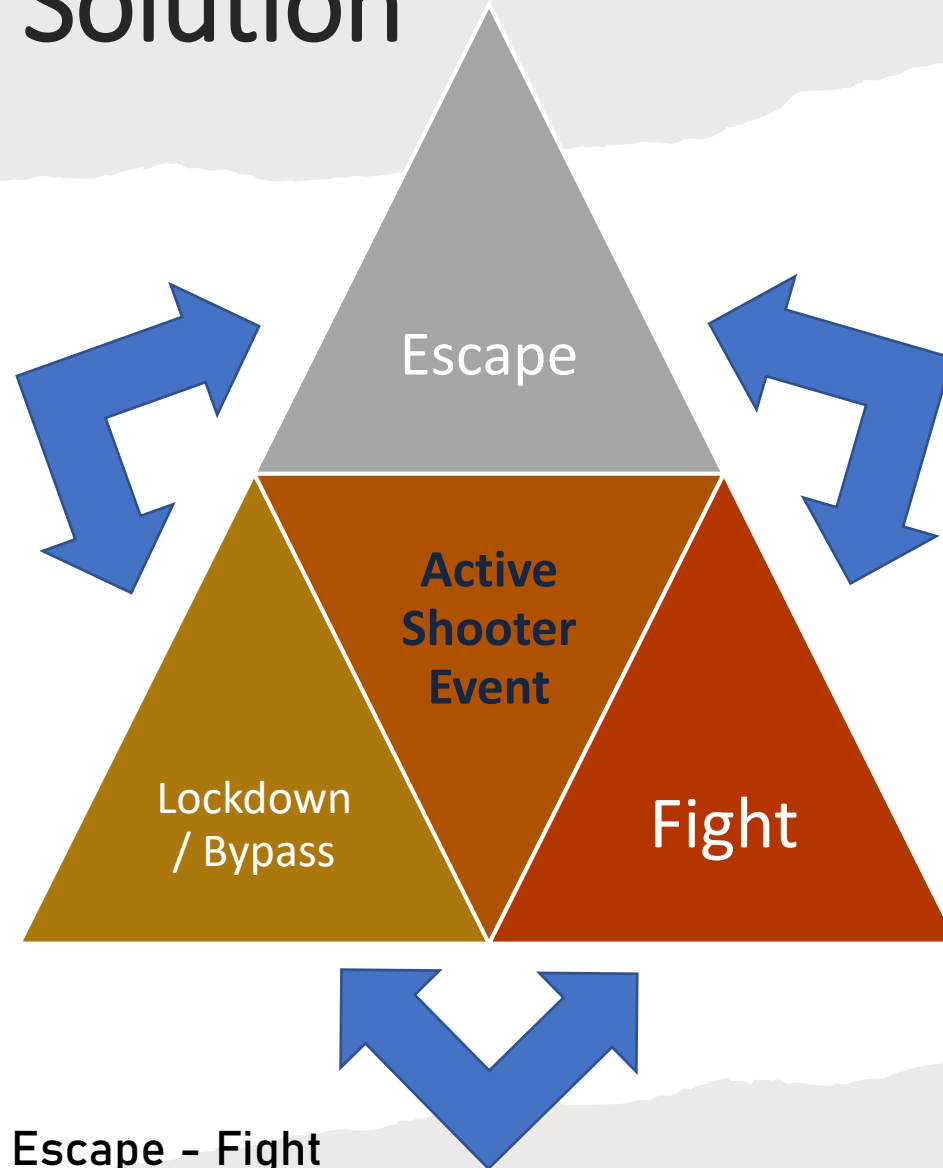 Solution
Escape
Active
Shooter
Event
Lockdown
/ Bypass
Fight
Escape - Fight